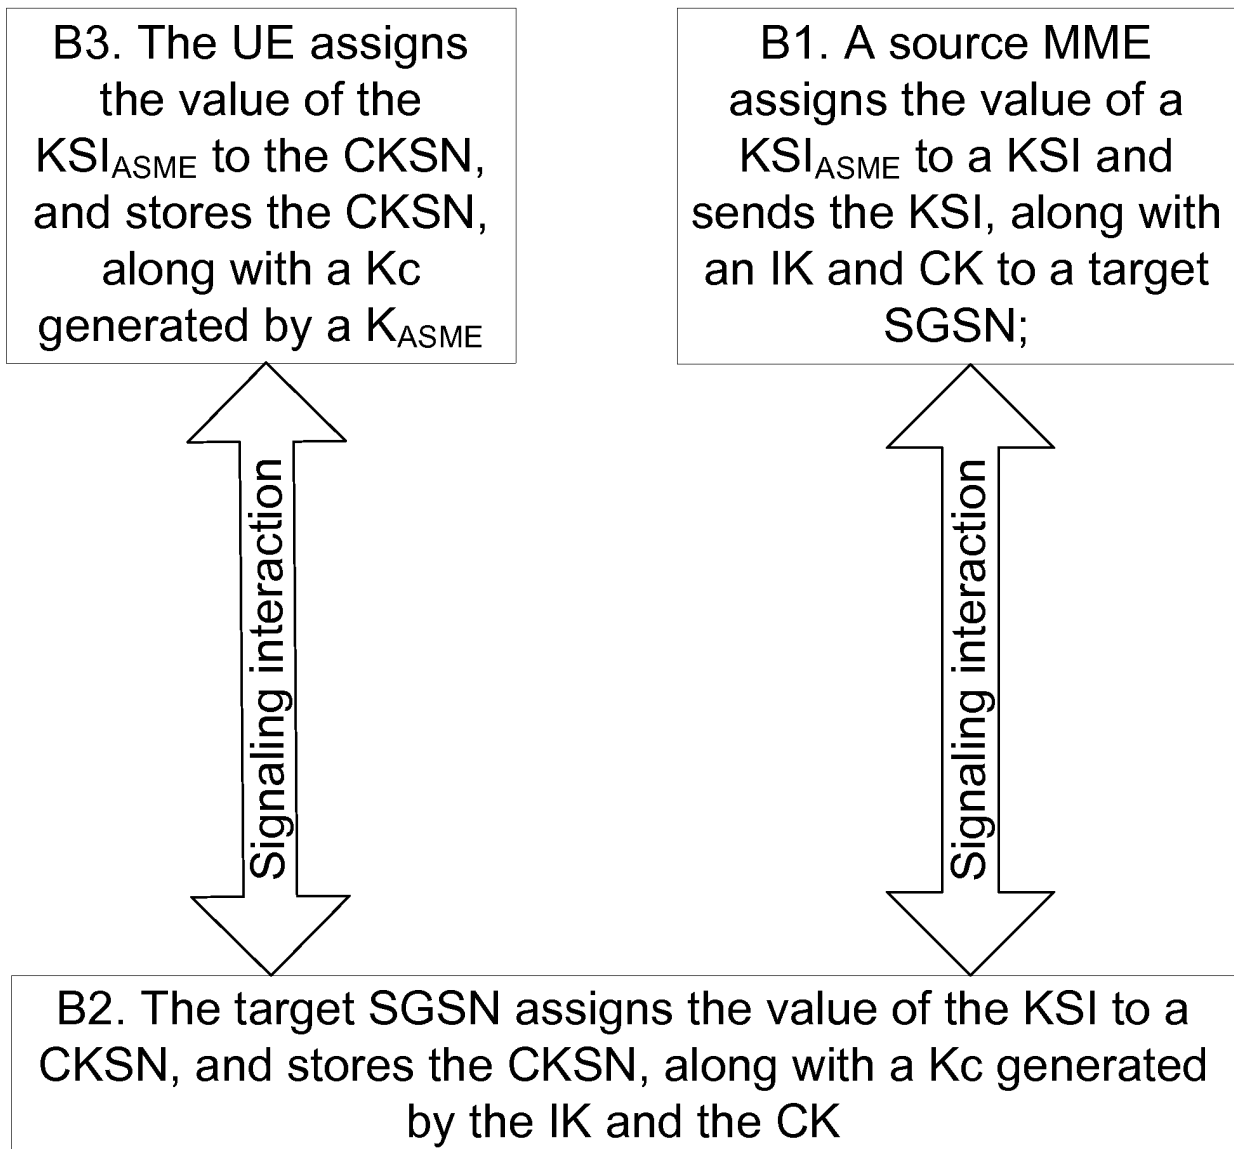 B3. The UE assigns
the value of the
KSI_ASME to the CKSN,
and stores the CKSN,
along with a Kc
generated by a K_ASME
B1. A source MME
assigns the value of a
KSI_ASME to a KSI and
sends the KSI, along with
an IK and CK to a target
SGSN;
Signaling interaction
Signaling interaction
B2. The target SGSN assigns the value of the KSI to a
CKSN, and stores the CKSN, along with a Kc generated
by the IK and the CK